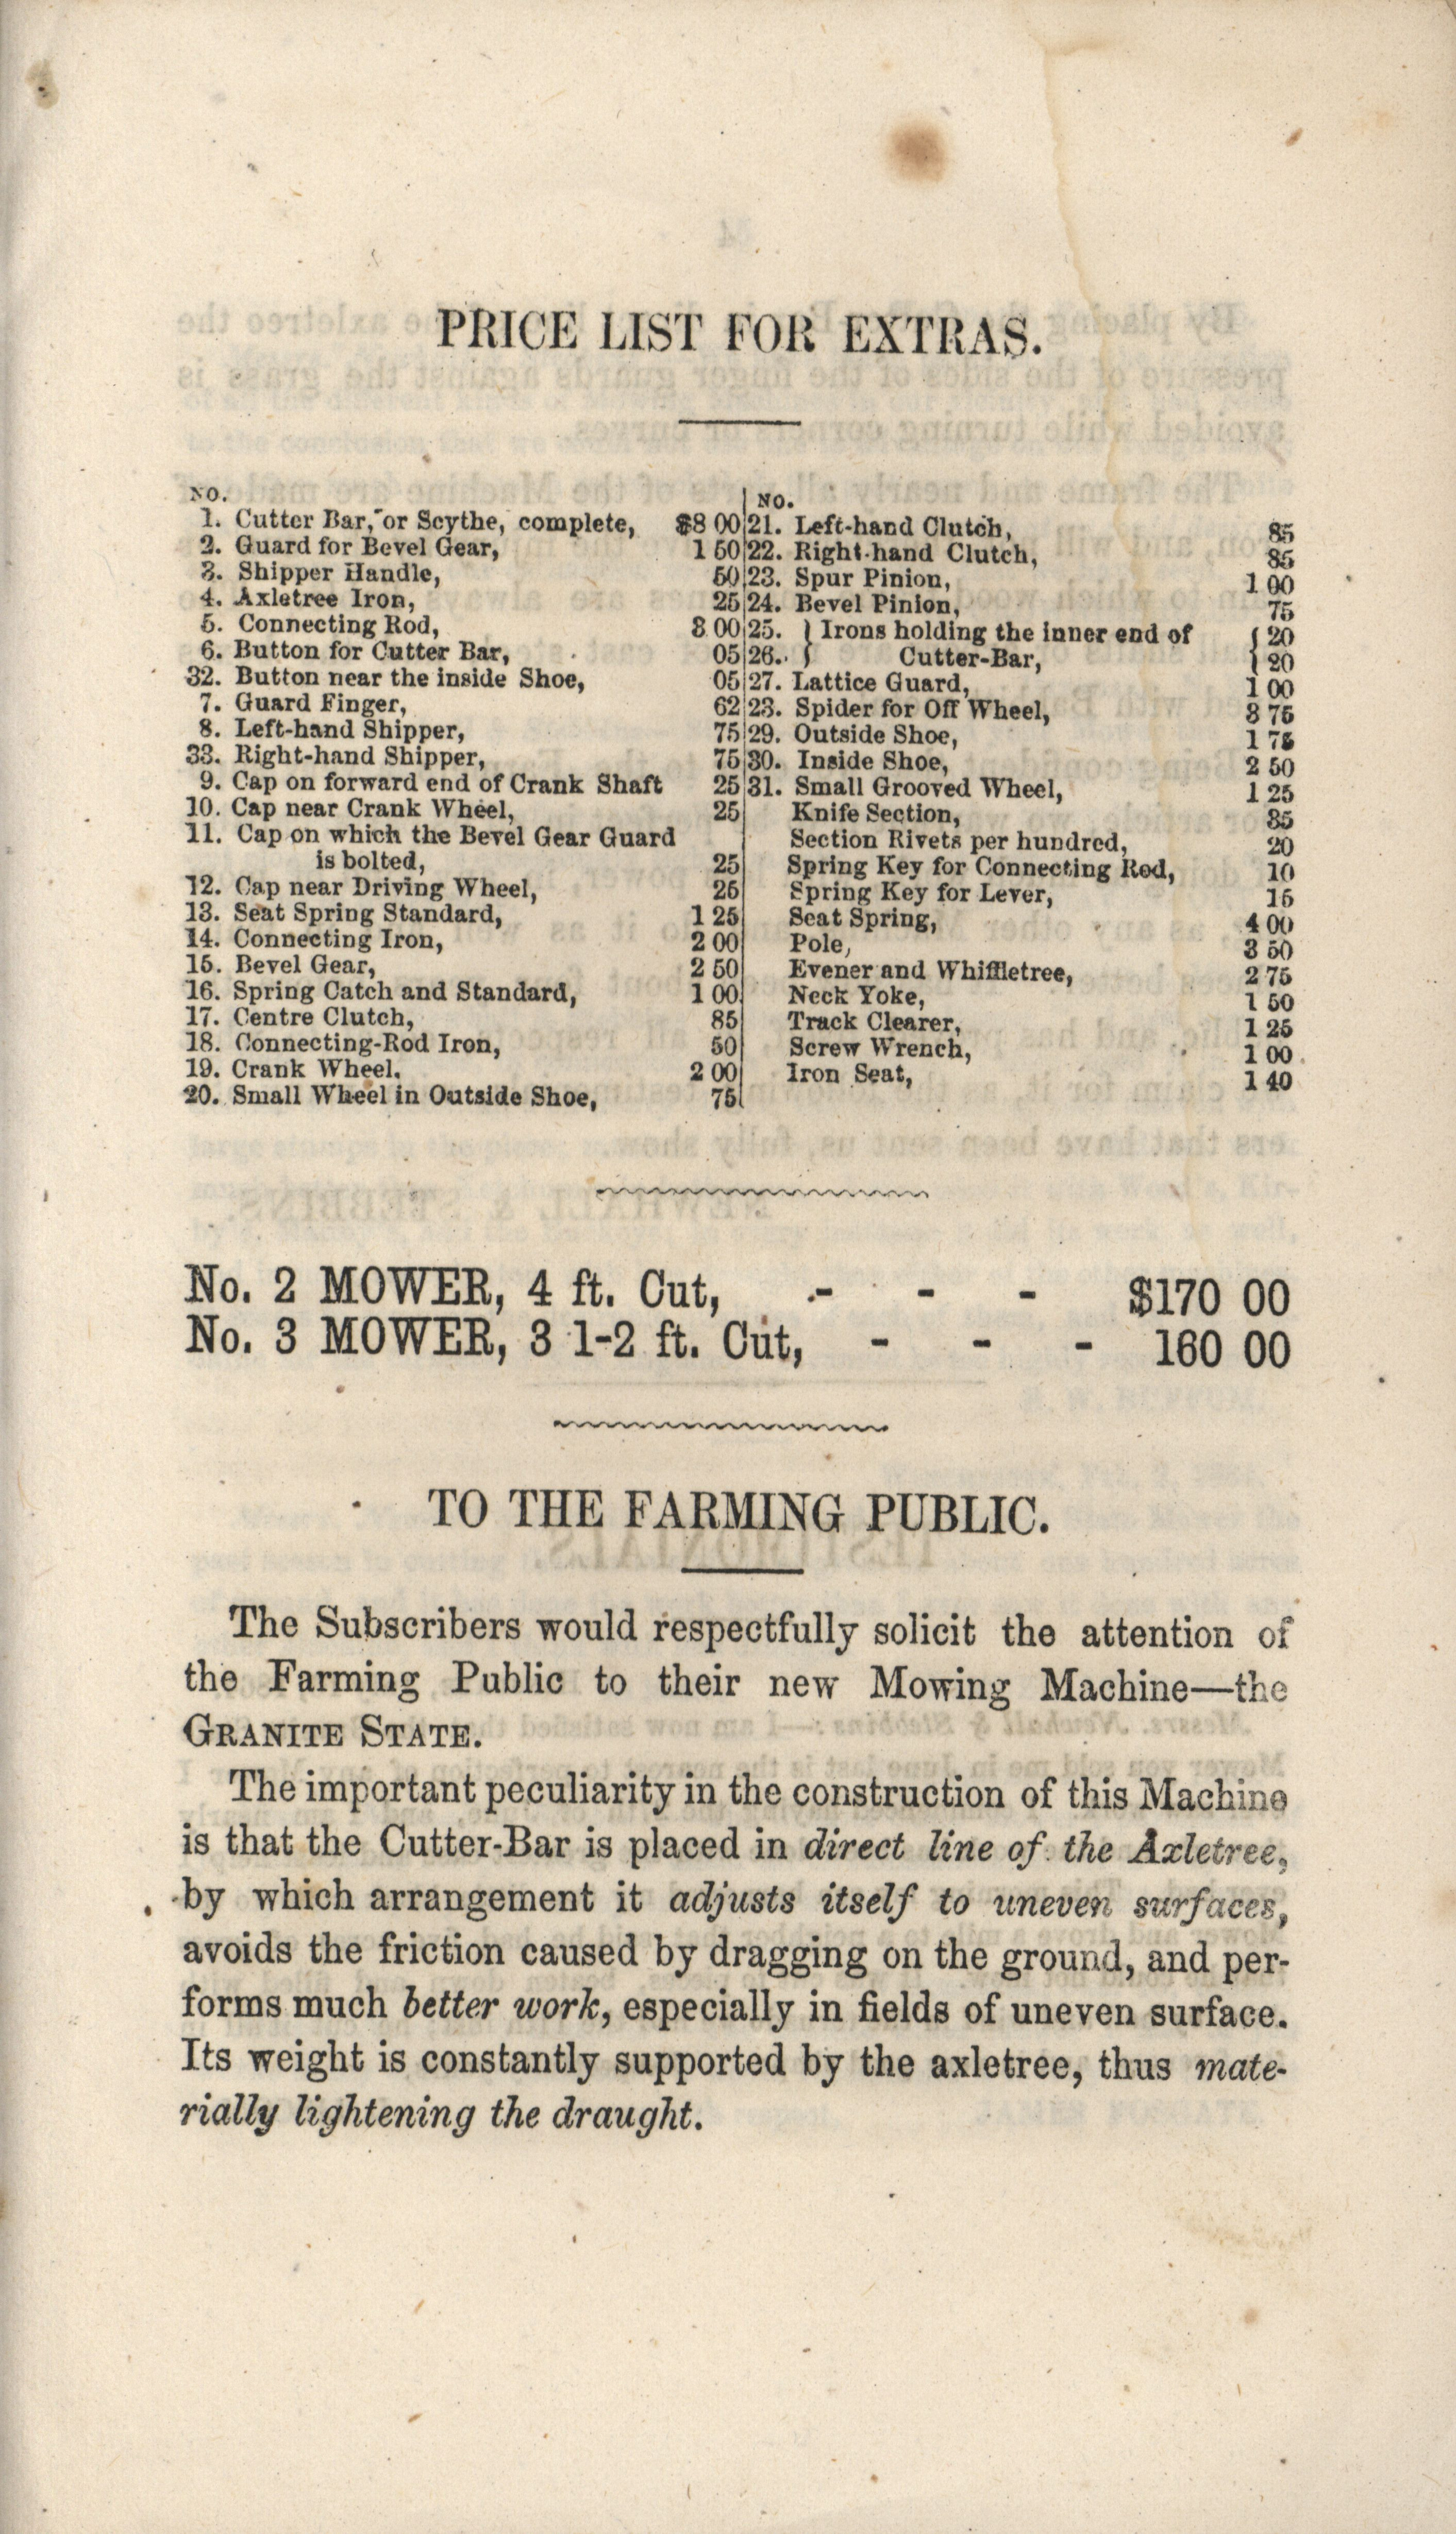 PRICE LIST FOR EXTRAS.
NO.
1. Cutter Bar, or Scythe, complete, $8 00
2. Guard for Bevel Gear, 1 50
3. Shipper Handle, 50
4. Axletree Iron, 25
5. Connecting Rod, 3 00
6. Button for Cutter Bar, 05
32. Button near the inside Shoe, 05
7. Guard Finger, 62
8. Left-hand Shipper, 75
33. Right-hand Shipper, 75
9. Cap on forward end of Crank Shaft 25
10. Cap near Crank Wheel, 25
11. Cap on which the Bevel Gear Guard
is bolted, 25
12. Cap near Driving Wheel, 25
13. Seat Spring Standard, 1 25
14. Connecting Iron, 2 00
15. Bevel Gear, 2 50
16. Spring Catch and Standard, 1 00
17. Centre Clutch, 85
18. Connecting-Rod Iron, 50
19. Crank Wheel. 2 00
20. Small Wheel in Outside Shoe, 75
NO.
21. Left-hand Clutch, 85
22. Right-hand Clutch, 85
23. Spur Pinion, 1 00
24. Bevel Pinion, 75
25. } Irons holding the inner end of { 20
26. } Cutter-Bar, { 20
27. Lattice Guard, 1 00
28. Spider for Off Wheel, 3 75
29. Outside Shoe, 1 75
30. Inside Shoe, 2 50
31. Small Grooved Wheel, 1 25
Knife Section, 35
Section Rivets per hundred, 20
Spring Key for Connecting Rod, 10
Spring Key for Lever, 15
Seat Spring, 4 00
Pole, 3 50
Evener and Whiffletree, 2 75
Neck Yoke, 1 50
Track Clearer, 1 25
Screw Wrench, 1 00
Iron Seat, 1 40
No. 2 MOWER, 4 ft. Cut, - - - $170 00
No. 3 MOWER, 3 1-2 ft. Cut, - - - 160 00
TO THE FARMING PUBLIC.
The Subscribers would respectfully solicit the attention of
the Farming Public to their new Mowing Machine—the
GRANITE STATE.
The important peculiarity in the construction of this Machine
is that the Cutter-Bar is placed in direct line of the Axletree,
by which arrangement it adjusts itself to uneven surfaces,
avoids the friction caused by dragging on the ground, and per-
forms much better work, especially in fields of uneven surface.
Its weight is constantly supported by the axletree, thus mate-
rially lightening the draught.